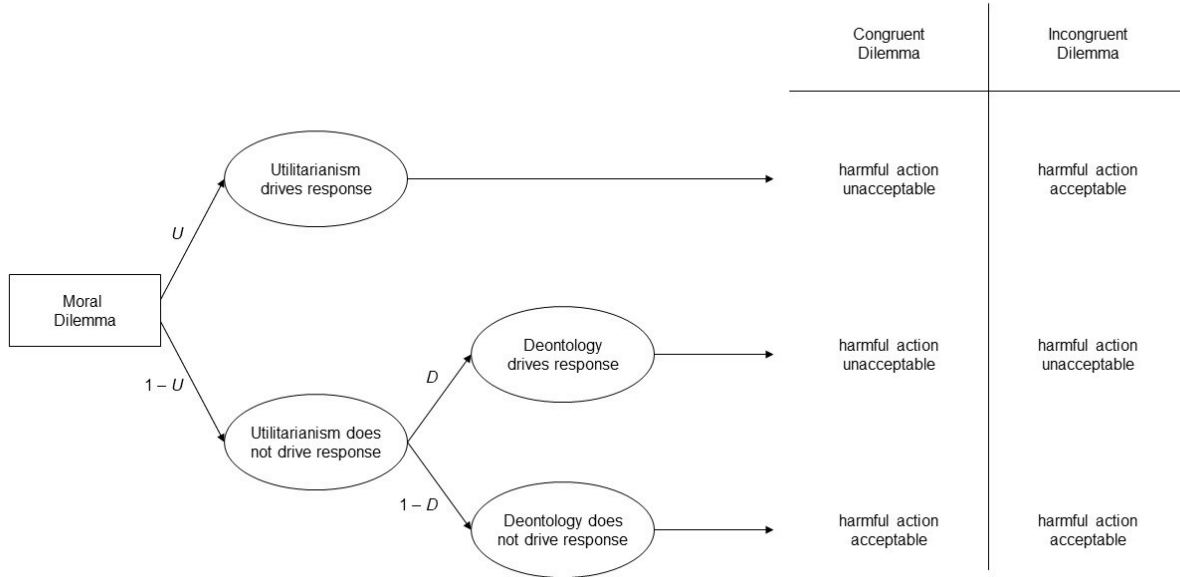 Congruent
Dilemma
Incongruent
Dilemma
Utilitarianism
drives response
harmful action
unacceptable
harmful action
acceptable
U
Moral
Dilemma
Deontology
drives response
harmful action
unacceptable
harmful action
unacceptable
D
1 – U
Utilitarianism does
not drive response
1 – D
Deontology does
not drive response
harmful action
acceptable
harmful action
acceptable